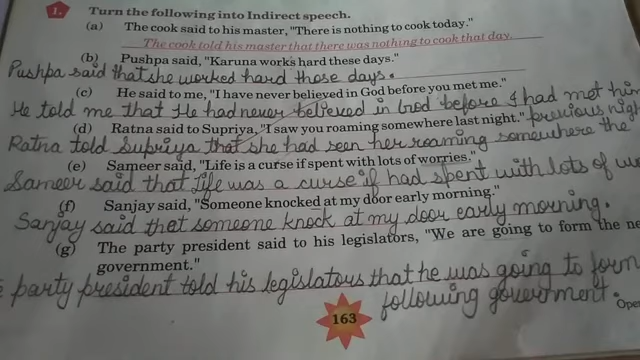 1. Turn the following into Indirect speech.
(a) The cook said to his master, "There is nothing to cook today."
The cook told his master that there was nothing to cook that day.
(b) Pushpa said, "Karuna works hard these days."
Pushpa said that she worked hard those days.
(c) He said to me, "I have never believed in God before you met me."
He told me that He had never believed in God before I had met him
(d) Ratna said to Supriya, "I saw you roaming somewhere last night." previous night
Ratna told Supriya that she had seen her roaming somewhere the
(e) Sameer said, "Life is a curse if spent with lots of worries."
Sameer said that life was a curse if had spent with lots of
(f) Sanjay said, "Someone knocked at my door early morning."
Sanjay said that someone knock at my door early morning.
(g) The party president said to his legislators, "We are going to form the
government."
party president told his legislators that he was going to form
following government.
163